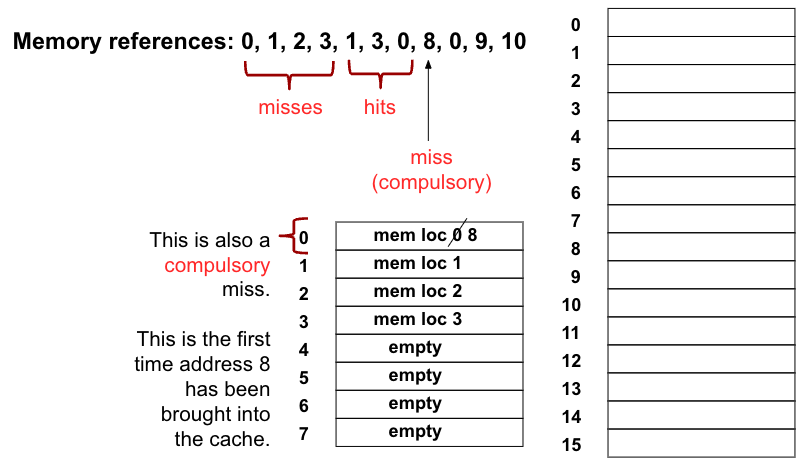 Memory references: 0, 1, 2, 3, 1, 3, 0, 8, 0, 9, 10
misses
hits
miss
(compulsory)
This is also a
compulsory
miss.
This is the first
time address 8
has been
brought into
the cache.
0 mem loc 0 8
1 mem loc 1
2 mem loc 2
3 mem loc 3
4 empty
5 empty
6 empty
7 empty
0
1
2
3
4
5
6
7
8
9
10
11
12
13
14
15